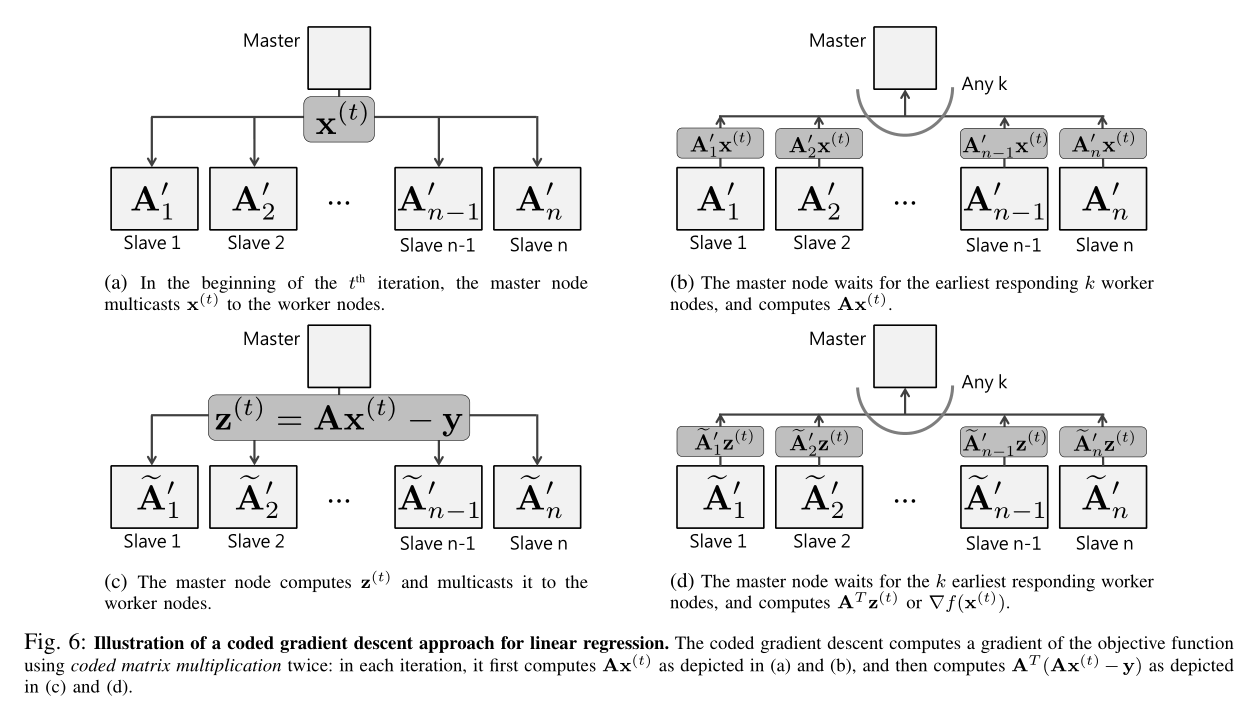 Master
x^(t)
A′_1 A′_2 ... A′_{n−1} A′_n
Slave 1 Slave 2 Slave n-1 Slave n
(a) In the beginning of the t^th iteration, the master node
multicasts x^(t) to the worker nodes.
Master
Any k
A′_1x^(t) A′_2x^(t) A′_{n−1}x^(t) A′_nx^(t)
A′_1 A′_2 ... A′_{n−1} A′_n
Slave 1 Slave 2 Slave n-1 Slave n
(b) The master node waits for the earliest responding k worker
nodes, and computes Ax^(t).
Master
z^(t) = Ax^(t) − y
Ã′_1 Ã′_2 ... Ã′_{n−1} Ã′_n
Slave 1 Slave 2 Slave n-1 Slave n
(c) The master node computes z^(t) and multicasts it to the
worker nodes.
Master
Any k
Ã′_1z^(t) Ã′_2z^(t) Ã′_{n−1}z^(t) Ã′_nz^(t)
Ã′_1 Ã′_2 ... Ã′_{n−1} Ã′_n
Slave 1 Slave 2 Slave n-1 Slave n
(d) The master node waits for the k earliest responding worker
nodes, and computes A^T z^(t) or ∇f(x^(t)).
Fig. 6: Illustration of a coded gradient descent approach for linear regression. The coded gradient descent computes a gradient of the objective function
using coded matrix multiplication twice: in each iteration, it first computes Ax^(t) as depicted in (a) and (b), and then computes A^T(Ax^(t) − y) as depicted
in (c) and (d).